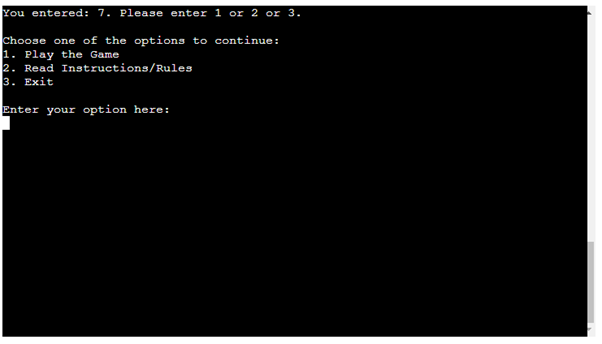 You entered: 7. Please enter 1 or 2 or 3.
Choose one of the options to continue:
1. Play the Game
2. Read Instructions/Rules
3. Exit
Enter your option here: